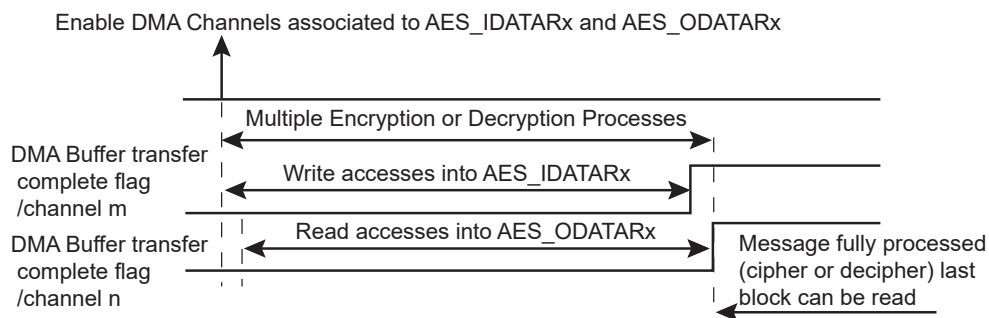 Enable DMA Channels associated to AES_IDATARx and AES_ODATARx
Multiple Encryption or Decryption Processes
DMA Buffer transfer
complete flag
/channel m
Write accesses into AES_IDATARx
DMA Buffer transfer
complete flag
/channel n
Read accesses into AES_ODATARx
Message fully processed
(cipher or decipher) last
block can be read